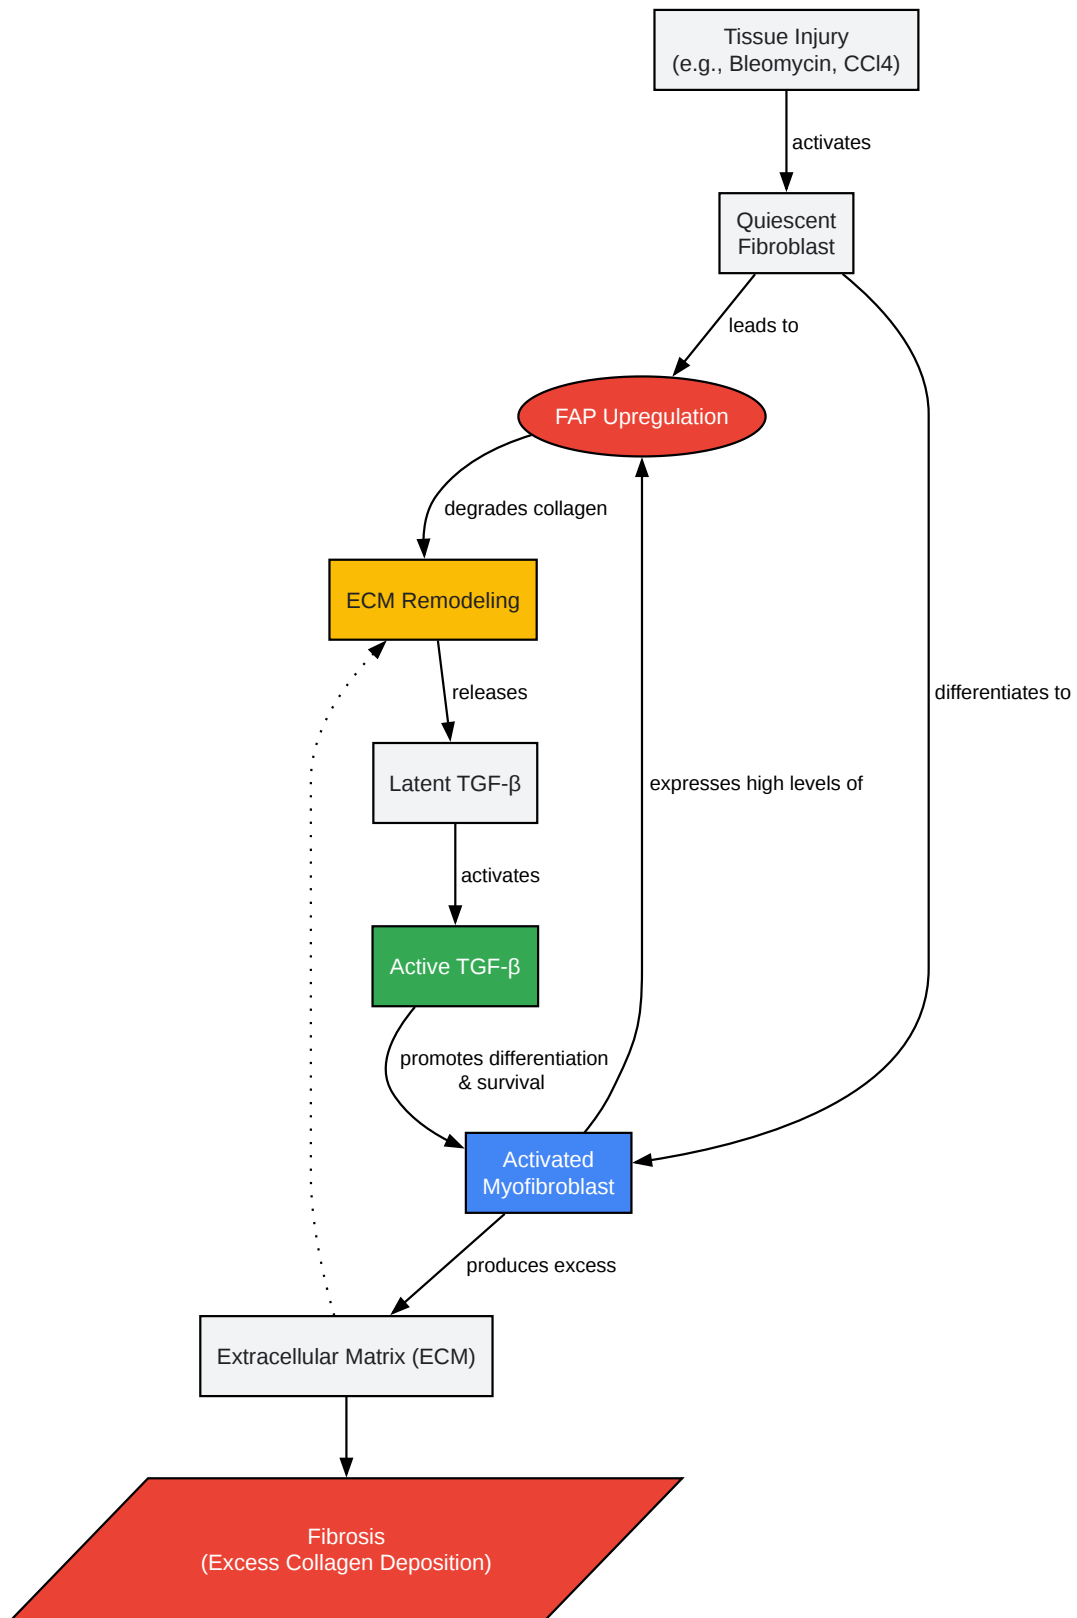 Tissue Injury
(e.g., Bleomycin, CCl4)
activates
Quiescent
Fibroblast
leads to
FAP Upregulation
degrades collagen
ECM Remodeling
releases
differentiates to
Latent TGF-β
expresses high levels of
activates
Active TGF-β
promotes differentiation
& survival
Activated
Myofibroblast
produces excess
Extracellular Matrix (ECM)
Fibrosis
(Excess Collagen Deposition)